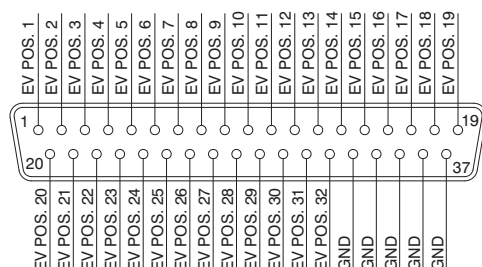 EV POS. 1
EV POS. 2
EV POS. 3
EV POS. 4
EV POS. 5
EV POS. 6
EV POS. 7
EV POS. 8
EV POS. 9
EV POS. 10
EV POS. 11
EV POS. 12
EV POS. 13
EV POS. 14
EV POS. 15
EV POS. 16
EV POS. 17
EV POS. 18
EV POS. 19
1
19
20
37
EV POS. 20
EV POS. 21
EV POS. 22
EV POS. 23
EV POS. 24
EV POS. 25
EV POS. 26
EV POS. 27
EV POS. 28
EV POS. 29
EV POS. 30
EV POS. 31
EV POS. 32
GND
GND
GND
GND
GND